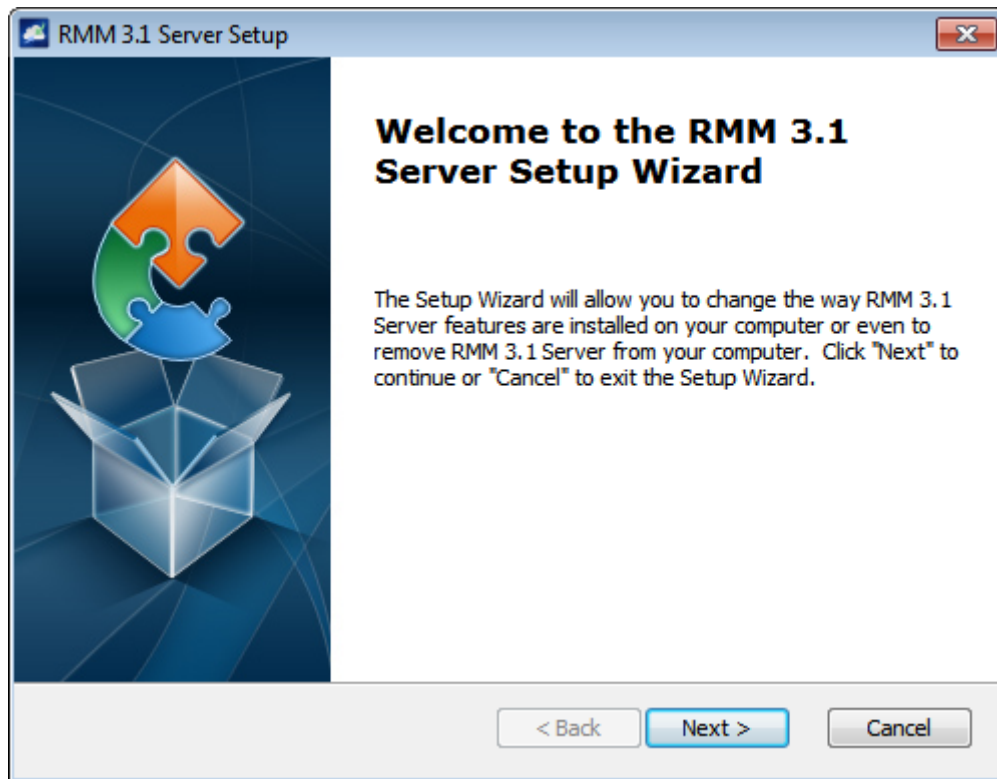 RMM 3.1 Server Setup
Welcome to the RMM 3.1
Server Setup Wizard
The Setup Wizard will allow you to change the way RMM 3.1
Server features are installed on your computer or even to
remove RMM 3.1 Server from your computer.  Click "Next" to
continue or "Cancel" to exit the Setup Wizard.
< Back
Next >
Cancel